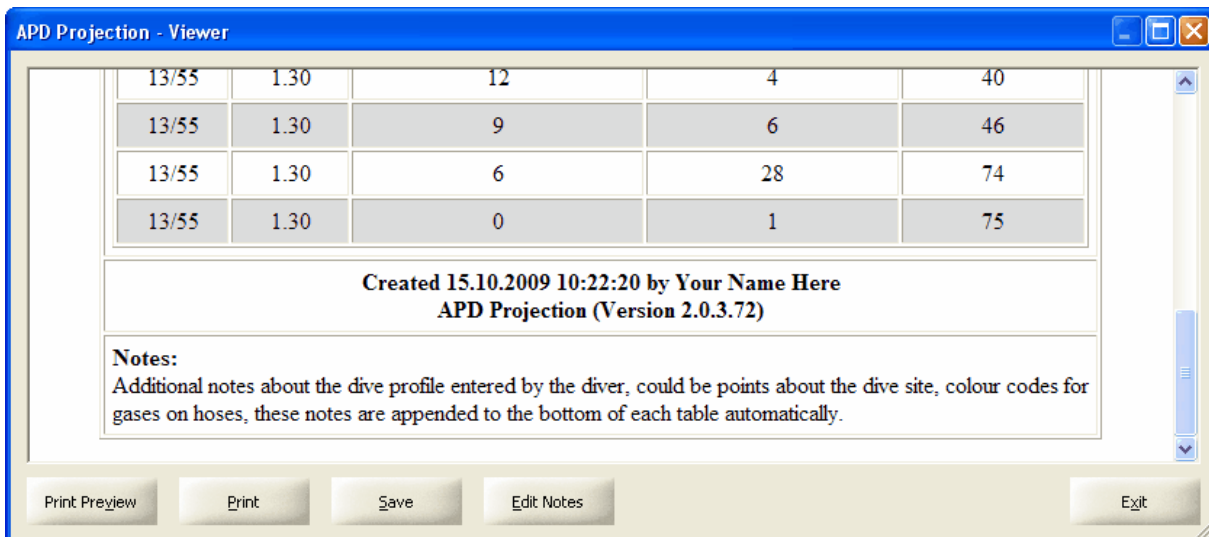 APD Projection - Viewer
13/55 1.30 12 4 40
13/55 1.30 9 6 46
13/55 1.30 6 28 74
13/55 1.30 0 1 75
Created 15.10.2009 10:22:20 by Your Name Here
APD Projection (Version 2.0.3.72)
Notes:
Additional notes about the dive profile entered by the diver, could be points about the dive site, colour codes for
gases on hoses, these notes are appended to the bottom of each table automatically.
Print Preview Print Save Edit Notes Exit